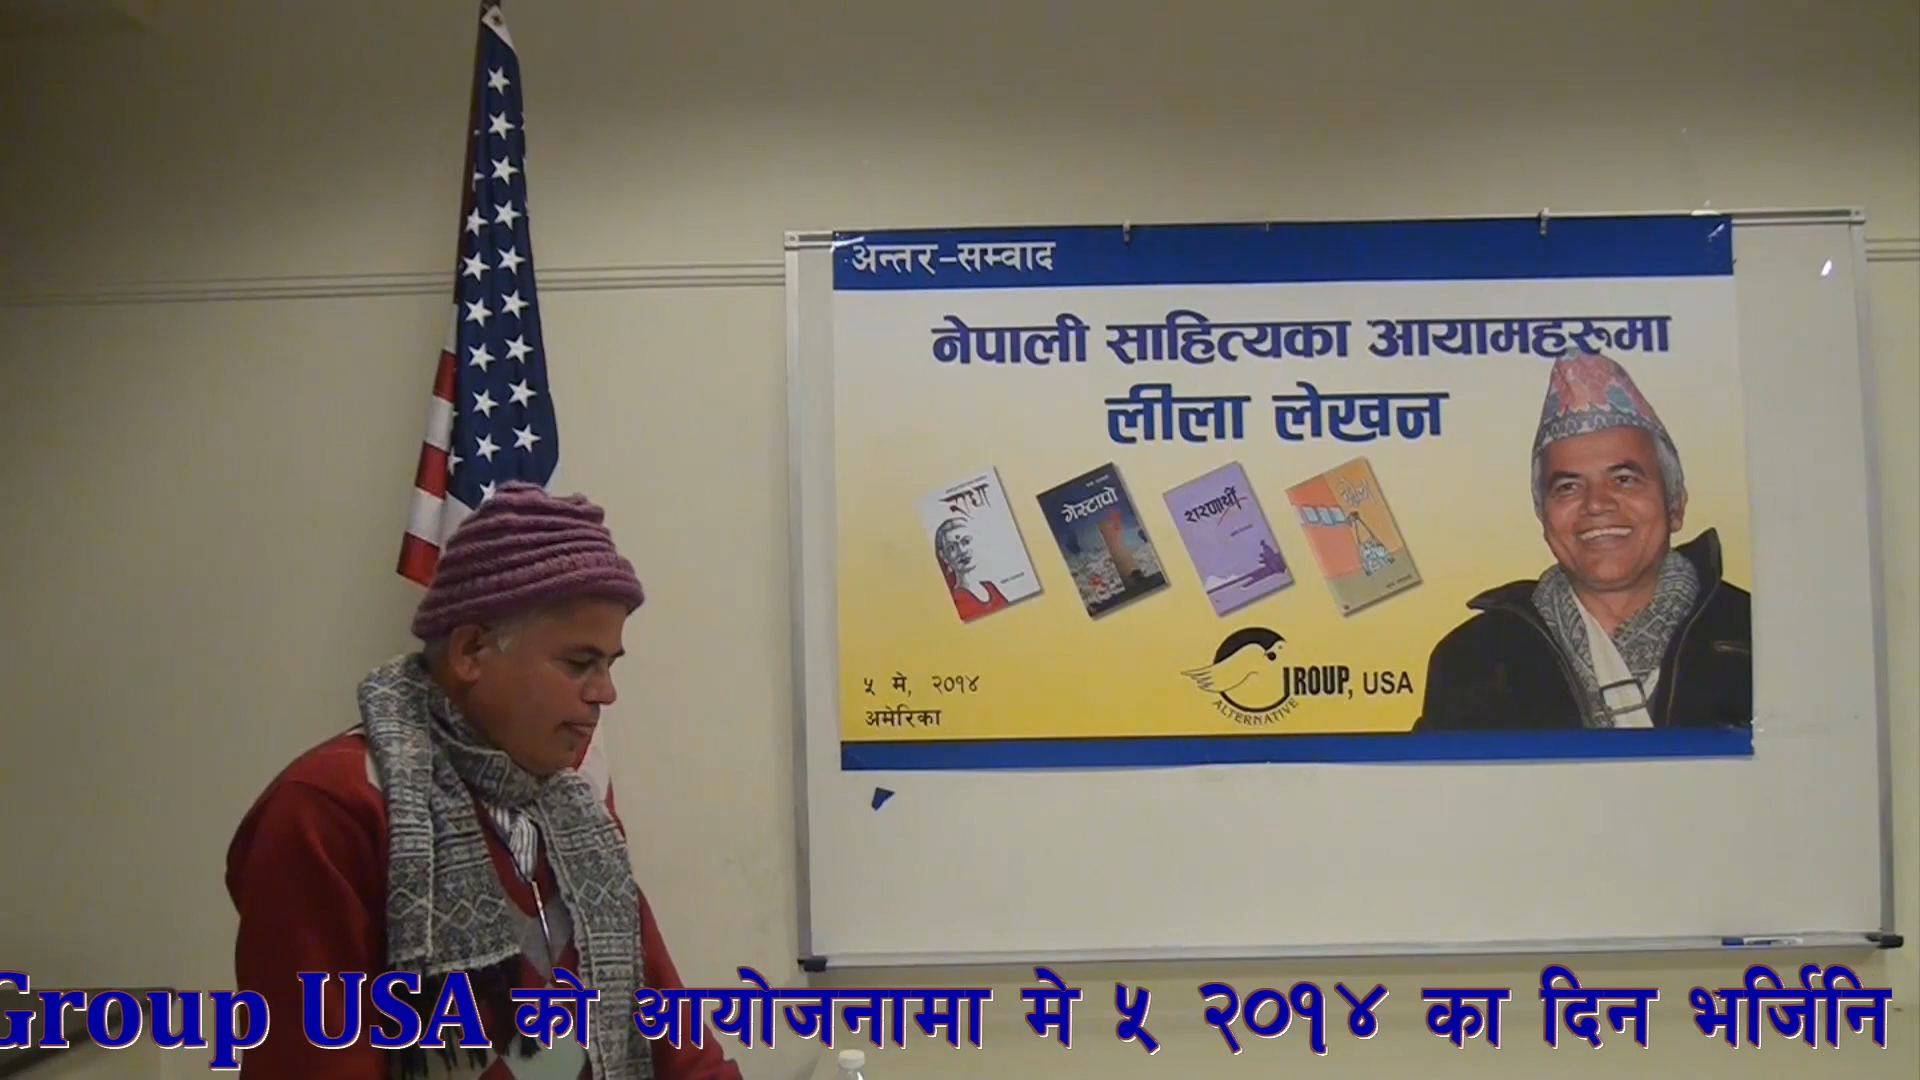 अन्तर-सम्वाद
नेपाली साहित्यका आयामहरूमा
लीला लेखन
राधा
गेस्टापो
शरणार्थी
५ मे, २०१४
अमेरिका
GROUP, USA
ALTERNATIVE
Group USA को आयोजनामा मे ५ २०१४ का दिन भर्जिनि